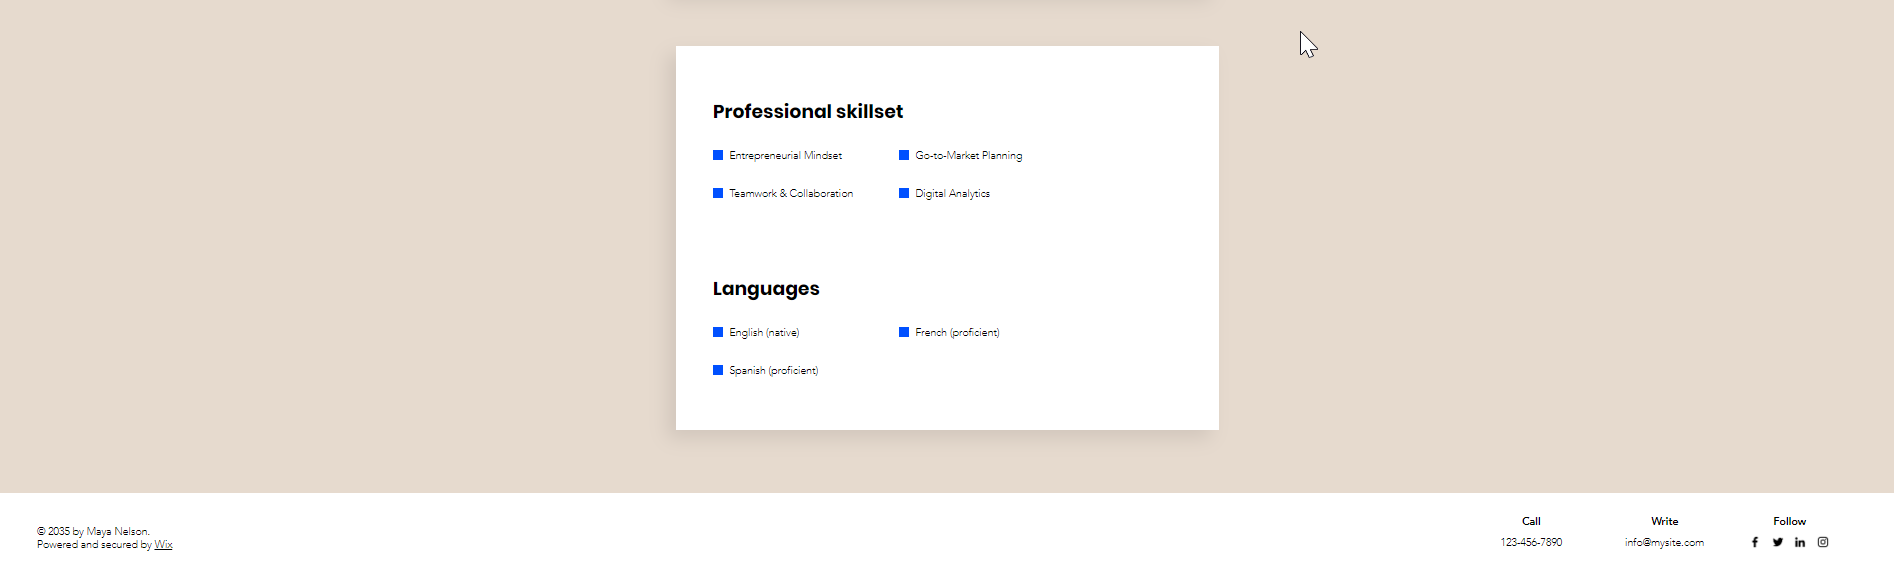 Professional skillset
Entrepreneurial Mindset
Go-to-Market Planning
Teamwork & Collaboration
Digital Analytics
Languages
English (native)
French (proficient)
Spanish (proficient)
© 2035 by Maya Nelson.
Powered and secured by Wix
Call
123-456-7890
Write
info@mysite.com
Follow